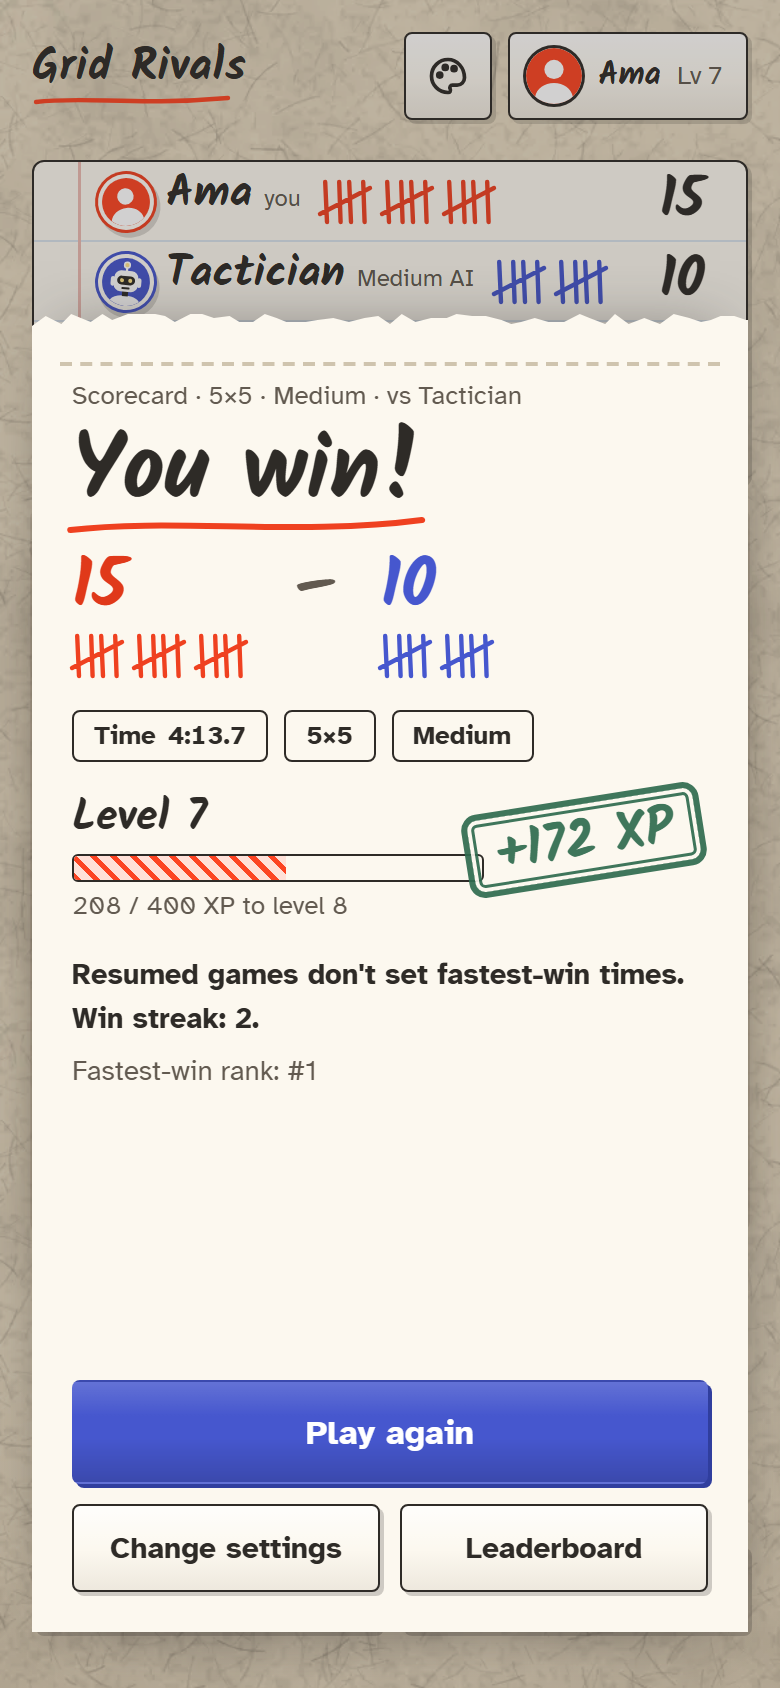 Grid Rivals
Ama Lv 7
Ama you 15
Tactician Medium AI 10
Scorecard · 5×5 · Medium · vs Tactician
You win!
15 – 10
Time 4:13.7 5×5 Medium
Level 7
+172 XP
208 / 400 XP to level 8
Resumed games don't set fastest-win times.
Win streak: 2.
Fastest-win rank: #1
Play again
Change settings Leaderboard